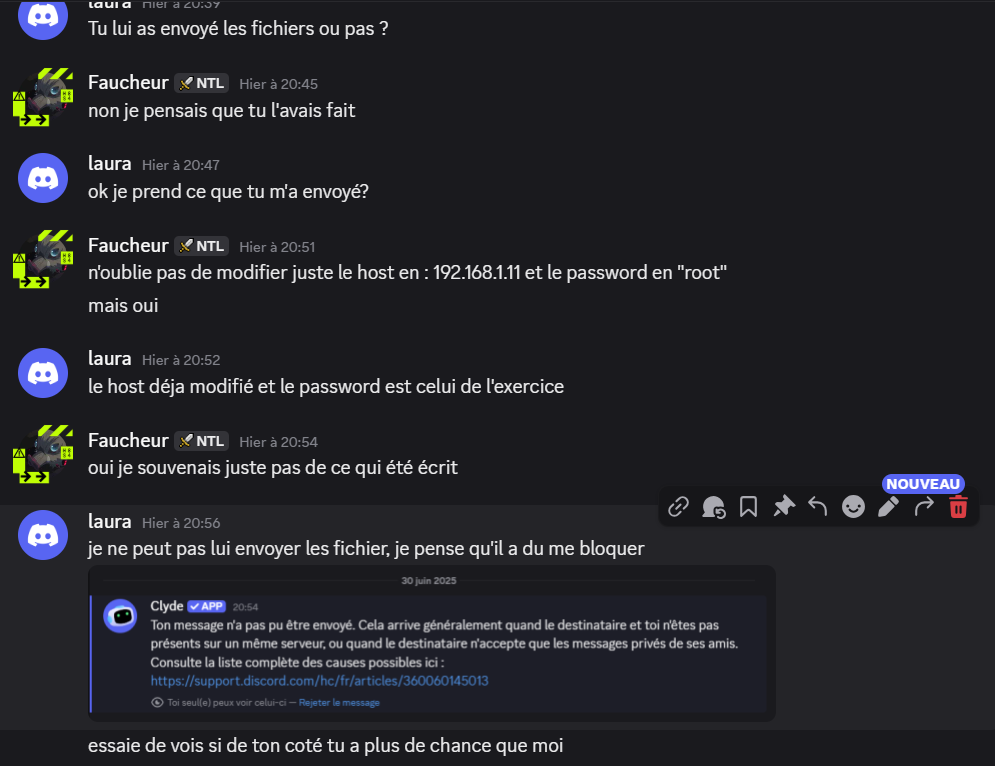 laura Hier à 20:39
Tu lui as envoyé les fichiers ou pas ?
Faucheur NTL Hier à 20:45
non je pensais que tu l'avais fait
laura Hier à 20:47
ok je prend ce que tu m'a envoyé?
Faucheur NTL Hier à 20:51
n'oublie pas de modifier juste le host en : 192.168.1.11 et le password en "root"
mais oui
laura Hier à 20:52
le host déja modifié et le password est celui de l'exercice
Faucheur NTL Hier à 20:54
oui je souvenais juste pas de ce qui été écrit
NOUVEAU
laura Hier à 20:56
je ne peut pas lui envoyer les fichier, je pense qu'il a du me bloquer
30 juin 2025
Clyde APP 20:54
Ton message n'a pas pu être envoyé. Cela arrive généralement quand le destinataire et toi n'êtes pas
présents sur un même serveur, ou quand le destinataire n'accepte que les messages privés de ses amis.
Consulte la liste complète des causes possibles ici :
https://support.discord.com/hc/fr/articles/360060145013
Toi seul(e) peux voir celui-ci — Rejeter le message
essaie de vois si de ton coté tu a plus de chance que moi